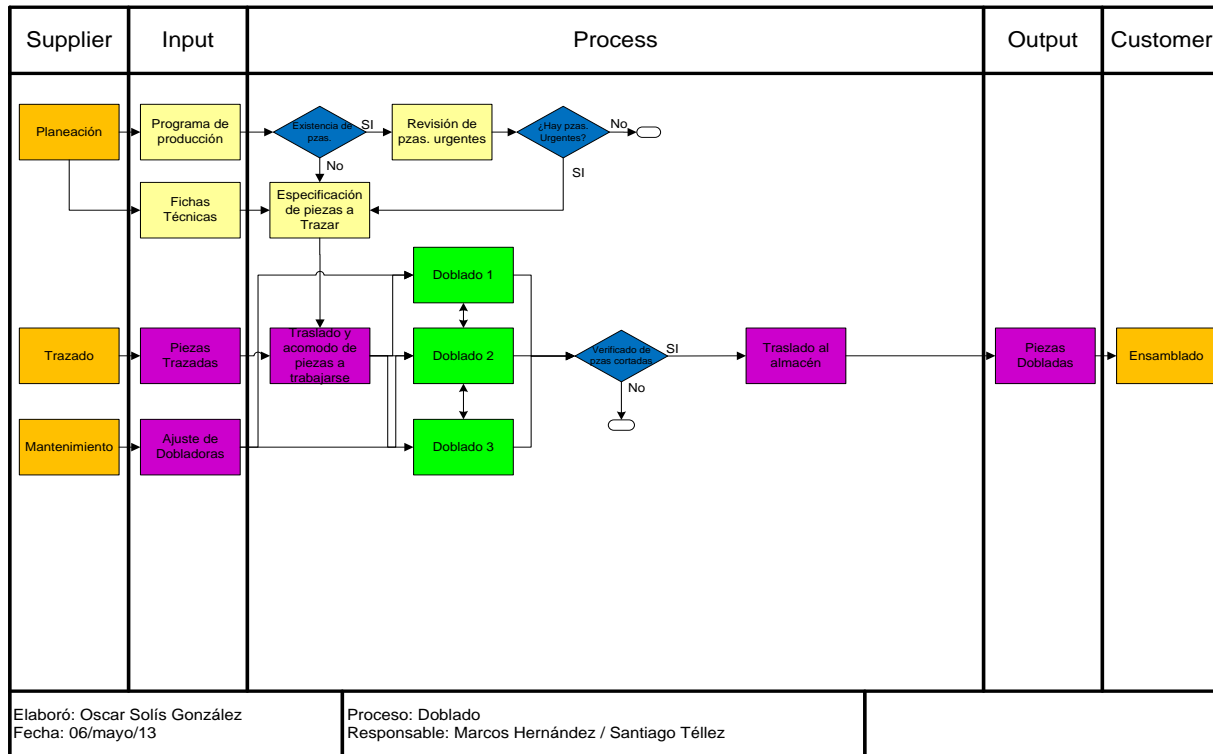 Supplier
Input
Process
Output
Customer
Planeación
Programa de
producción
Existencia de
pzas.
SI
Revisión de
pzas. urgentes
¿Hay pzas.
Urgentes?
No
No
SI
Fichas
Técnicas
Especificación
de piezas a
Trazar
Doblado 1
Trazado
Piezas
Trazadas
Traslado y
acomodo de
piezas a
trabajarse
Doblado 2
Verificado de
pzas cortadas
SI
Traslado al
almacén
Piezas
Dobladas
Ensamblado
No
Mantenimiento
Ajuste de
Dobladoras
Doblado 3
Elaboró: Oscar Solís González
Fecha: 06/mayo/13
Proceso: Doblado
Responsable: Marcos Hernández / Santiago Téllez